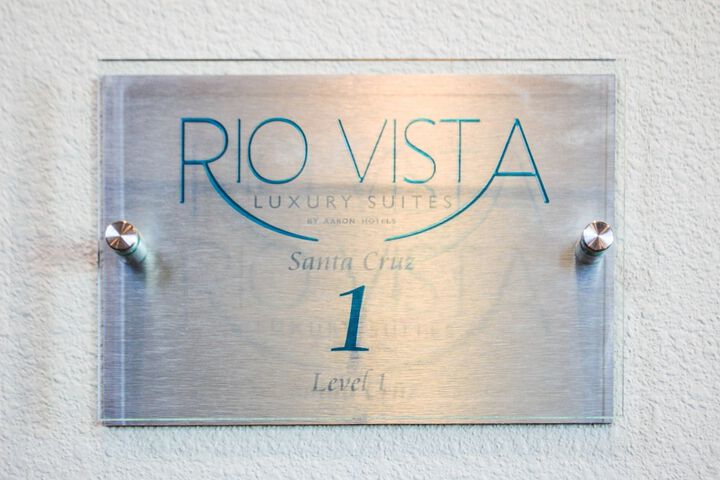 RIO VISTA
LUXURY SUITES
BY AARON HOTELS
Santa Cruz
1
Level 1